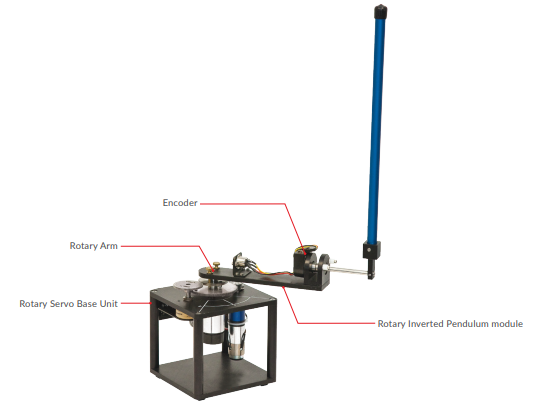 Encoder
Rotary Arm
Rotary Servo Base Unit
Rotary Inverted Pendulum module